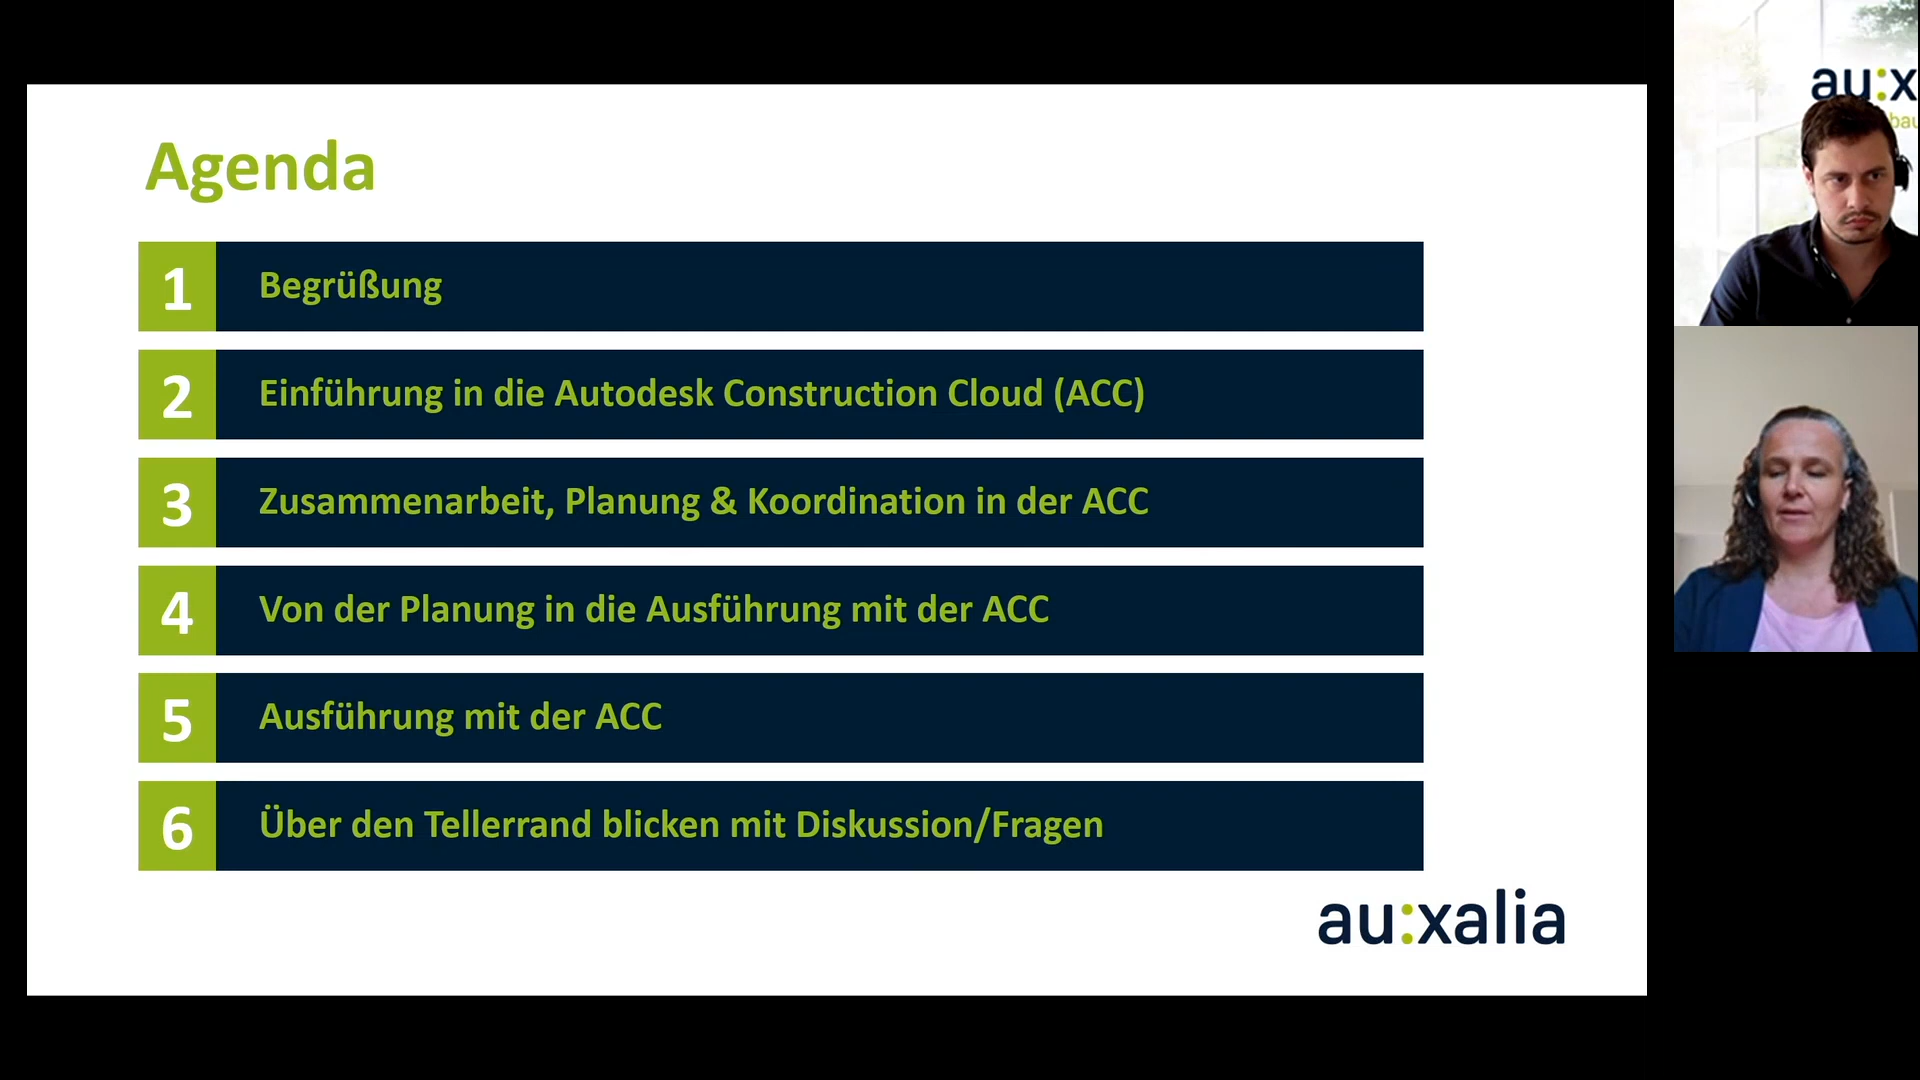 Agenda
1 Begrüßung
2 Einführung in die Autodesk Construction Cloud (ACC)
3 Zusammenarbeit, Planung & Koordination in der ACC
4 Von der Planung in die Ausführung mit der ACC
5 Ausführung mit der ACC
6 Über den Tellerrand blicken mit Diskussion/Fragen
au:xalia
au:x
bau